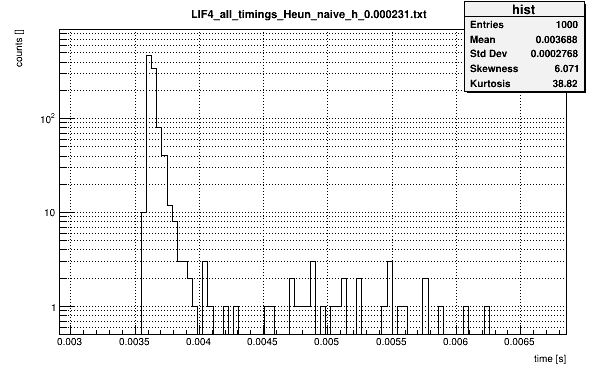 LIF4_all_timings_Heun_naive_h_0.000231.txt
hist
Entries 1000
Mean 0.003688
Std Dev 0.0002768
Skewness 6.071
Kurtosis 38.82
counts []
10²
10
1
0.003 0.0035 0.004 0.0045 0.005 0.0055 0.006 0.0065
time [s]